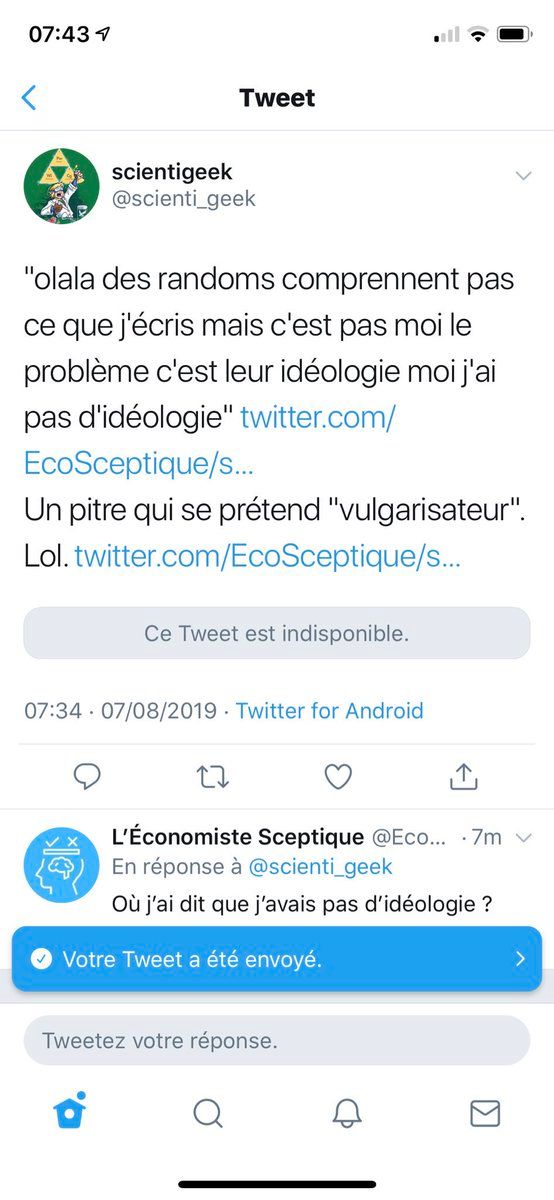 07:43
Tweet
scientigeek
@scienti_geek
"olala des randoms comprennent pas
ce que j'écris mais c'est pas moi le
problème c'est leur idéologie moi j'ai
pas d'idéologie" twitter.com/
EcoSceptique/s...
Un pitre qui se prétend "vulgarisateur".
Lol. twitter.com/EcoSceptique/s...
Ce Tweet est indisponible.
07:34 · 07/08/2019 · Twitter for Android
L'Économiste Sceptique @Eco... · 7m
En réponse à @scienti_geek
Où j'ai dit que j'avais pas d'idéologie ?
Votre Tweet a été envoyé.
Tweetez votre réponse.